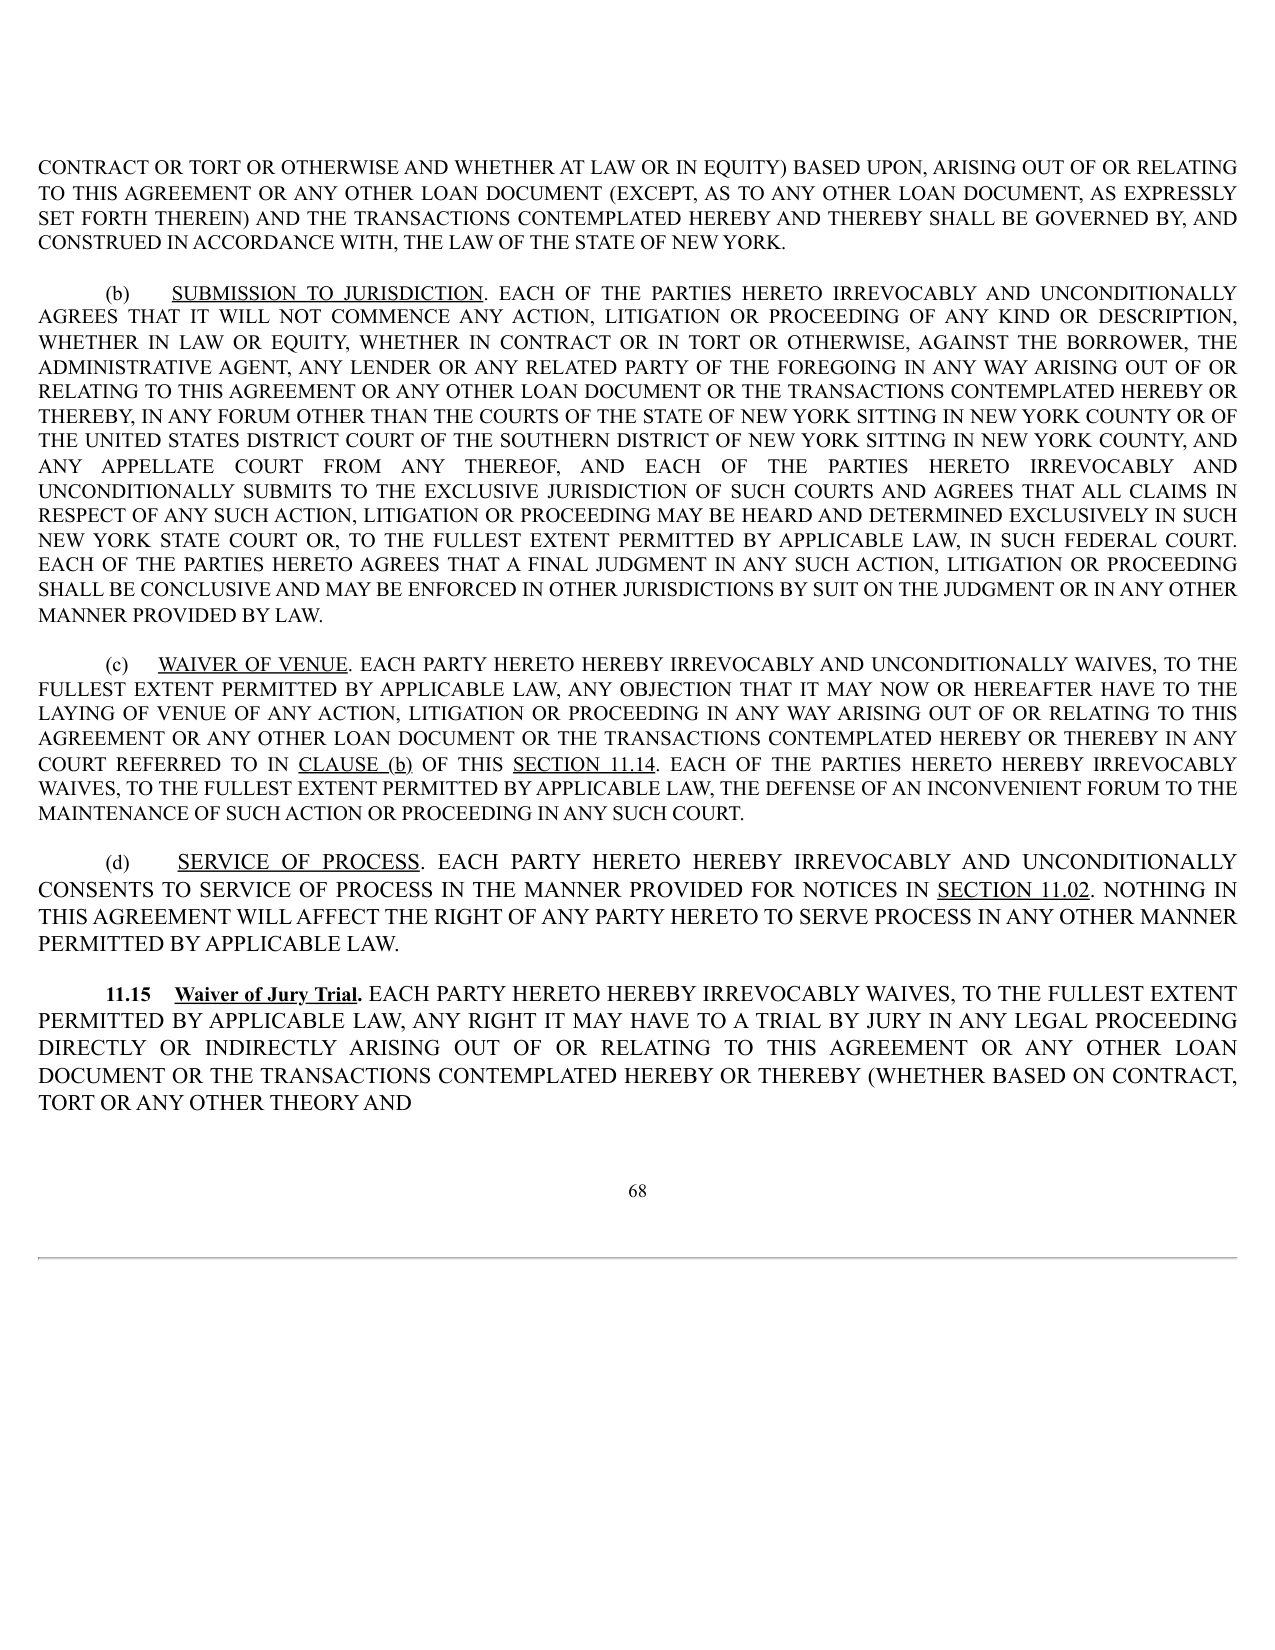 CONTRACT OR TORT OR OTHERWISE AND WHETHER AT LAW OR IN EQUITY) BASED UPON, ARISING OUT OF OR RELATING
TO THIS AGREEMENT OR ANY OTHER LOAN DOCUMENT (EXCEPT, AS TO ANY OTHER LOAN DOCUMENT, AS EXPRESSLY
SET FORTH THEREIN) AND THE TRANSACTIONS CONTEMPLATED HEREBY AND THEREBY SHALL BE GOVERNED BY, AND
CONSTRUED IN ACCORDANCE WITH, THE LAW OF THE STATE OF NEW YORK.
(b) SUBMISSION TO JURISDICTION. EACH OF THE PARTIES HERETO IRREVOCABLY AND UNCONDITIONALLY
AGREES THAT IT WILL NOT COMMENCE ANY ACTION, LITIGATION OR PROCEEDING OF ANY KIND OR DESCRIPTION,
WHETHER IN LAW OR EQUITY, WHETHER IN CONTRACT OR IN TORT OR OTHERWISE, AGAINST THE BORROWER, THE
ADMINISTRATIVE AGENT, ANY LENDER OR ANY RELATED PARTY OF THE FOREGOING IN ANY WAY ARISING OUT OF OR
RELATING TO THIS AGREEMENT OR ANY OTHER LOAN DOCUMENT OR THE TRANSACTIONS CONTEMPLATED HEREBY OR
THEREBY, IN ANY FORUM OTHER THAN THE COURTS OF THE STATE OF NEW YORK SITTING IN NEW YORK COUNTY OR OF
THE UNITED STATES DISTRICT COURT OF THE SOUTHERN DISTRICT OF NEW YORK SITTING IN NEW YORK COUNTY, AND
ANY APPELLATE COURT FROM ANY THEREOF, AND EACH OF THE PARTIES HERETO IRREVOCABLY AND
UNCONDITIONALLY SUBMITS TO THE EXCLUSIVE JURISDICTION OF SUCH COURTS AND AGREES THAT ALL CLAIMS IN
RESPECT OF ANY SUCH ACTION, LITIGATION OR PROCEEDING MAY BE HEARD AND DETERMINED EXCLUSIVELY IN SUCH
NEW YORK STATE COURT OR, TO THE FULLEST EXTENT PERMITTED BY APPLICABLE LAW, IN SUCH FEDERAL COURT.
EACH OF THE PARTIES HERETO AGREES THAT A FINAL JUDGMENT IN ANY SUCH ACTION, LITIGATION OR PROCEEDING
SHALL BE CONCLUSIVE AND MAY BE ENFORCED IN OTHER JURISDICTIONS BY SUIT ON THE JUDGMENT OR IN ANY OTHER
MANNER PROVIDED BY LAW.
(c) WAIVER OF VENUE. EACH PARTY HERETO HEREBY IRREVOCABLY AND UNCONDITIONALLY WAIVES, TO THE
FULLEST EXTENT PERMITTED BY APPLICABLE LAW, ANY OBJECTION THAT IT MAY NOW OR HEREAFTER HAVE TO THE
LAYING OF VENUE OF ANY ACTION, LITIGATION OR PROCEEDING IN ANY WAY ARISING OUT OF OR RELATING TO THIS
AGREEMENT OR ANY OTHER LOAN DOCUMENT OR THE TRANSACTIONS CONTEMPLATED HEREBY OR THEREBY IN ANY
COURT REFERRED TO IN CLAUSE (b) OF THIS SECTION 11.14. EACH OF THE PARTIES HERETO HEREBY IRREVOCABLY
WAIVES, TO THE FULLEST EXTENT PERMITTED BY APPLICABLE LAW, THE DEFENSE OF AN INCONVENIENT FORUM TO THE
MAINTENANCE OF SUCH ACTION OR PROCEEDING IN ANY SUCH COURT.
(d) SERVICE OF PROCESS. EACH PARTY HERETO HEREBY IRREVOCABLY AND UNCONDITIONALLY
CONSENTS TO SERVICE OF PROCESS IN THE MANNER PROVIDED FOR NOTICES IN SECTION 11.02. NOTHING IN
THIS AGREEMENT WILL AFFECT THE RIGHT OF ANY PARTY HERETO TO SERVE PROCESS IN ANY OTHER MANNER
PERMITTED BY APPLICABLE LAW.
11.15 Waiver of Jury Trial. EACH PARTY HERETO HEREBY IRREVOCABLY WAIVES, TO THE FULLEST EXTENT
PERMITTED BY APPLICABLE LAW, ANY RIGHT IT MAY HAVE TO A TRIAL BY JURY IN ANY LEGAL PROCEEDING
DIRECTLY OR INDIRECTLY ARISING OUT OF OR RELATING TO THIS AGREEMENT OR ANY OTHER LOAN
DOCUMENT OR THE TRANSACTIONS CONTEMPLATED HEREBY OR THEREBY (WHETHER BASED ON CONTRACT,
TORT OR ANY OTHER THEORY AND
68